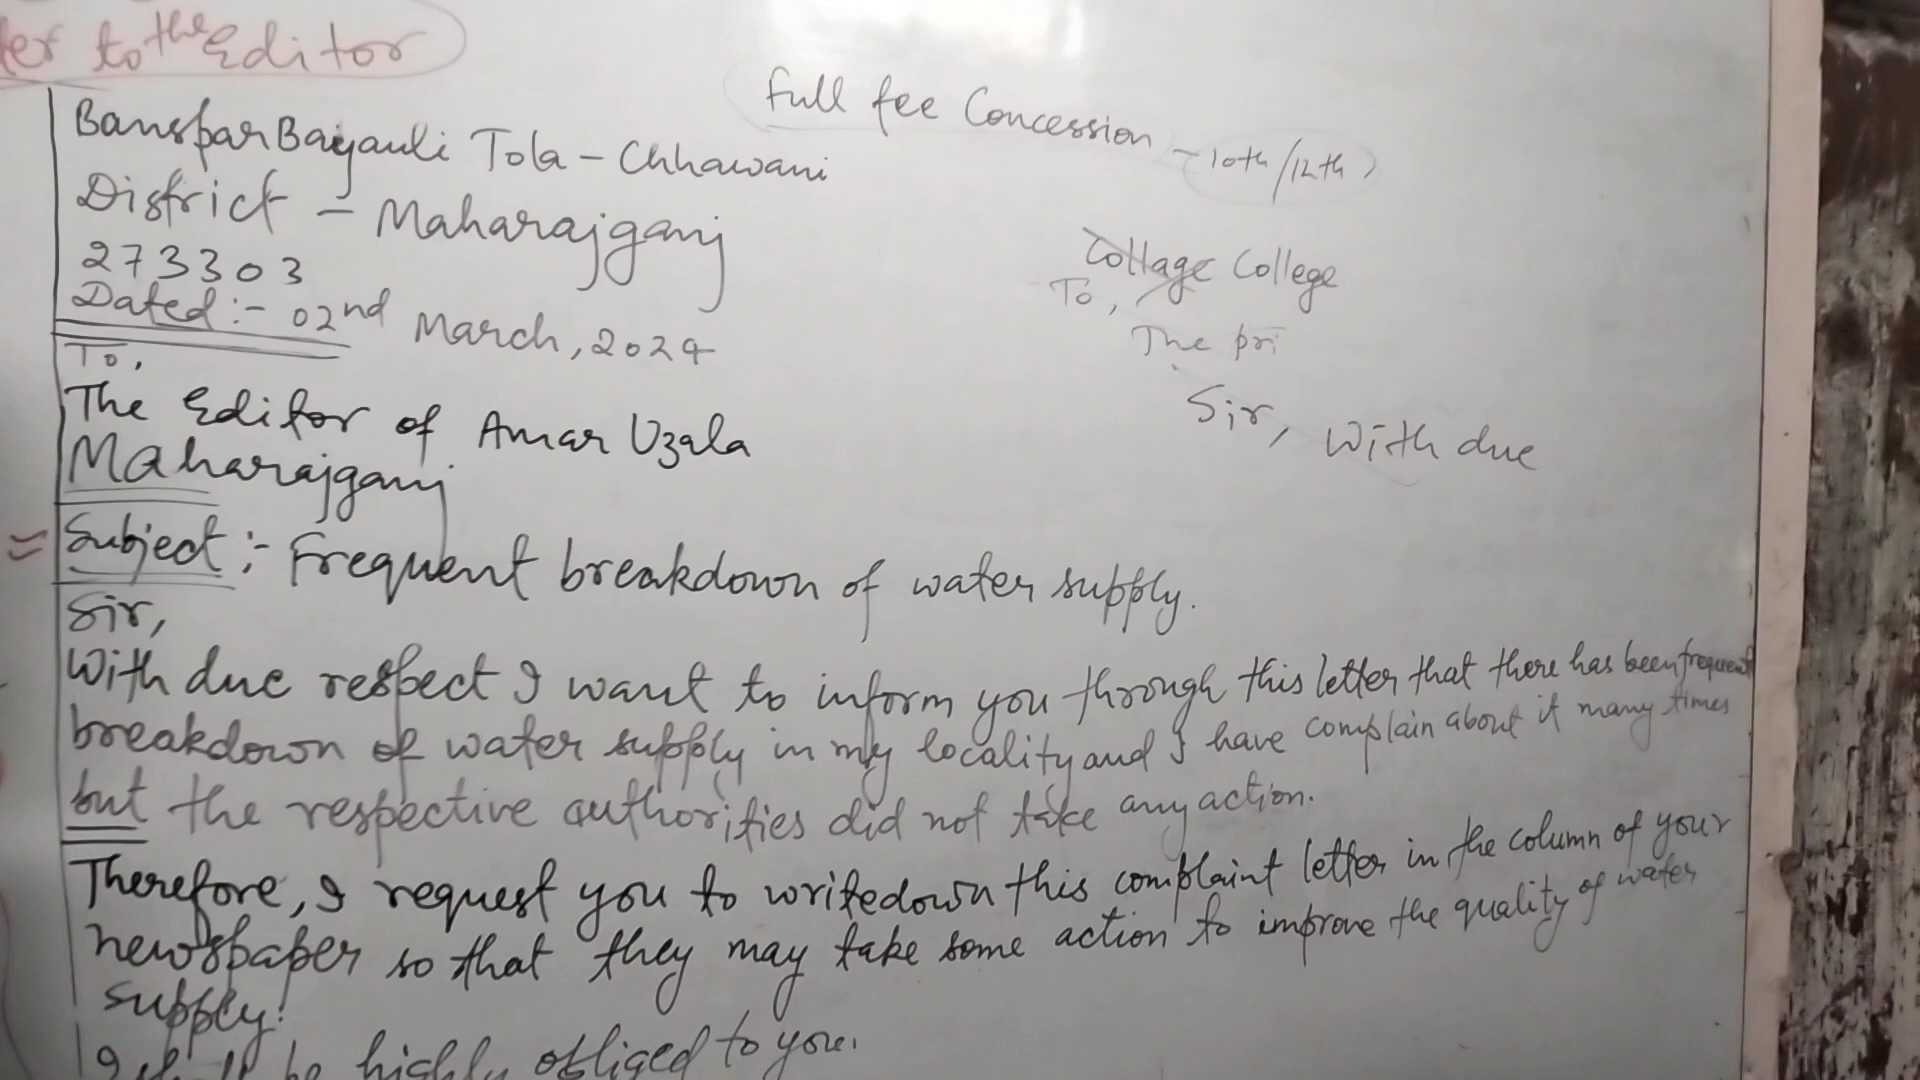 to the Editor
Full fee Concession - 10th/12th
BansparBaijauli Tola - Chhawani
District - Maharajganj
273303
Dated:- 02nd March, 2024
To,
The Editor of Amar Uzala
Maharajganj
Subject:- Frequent breakdown of water supply.
Sir,
With due respect I want to inform you through this letter that there has been frequent
breakdown of water supply in my locality and I have complain about it many times
but the respective authorities did not take any action.
Therefore, I request you to writedown this complaint letter in the column of your
newspaper so that they may take some action to improve the quality of water
supply.
be highly obliged to you.
Collage College
To,
The pri
Sir, With due